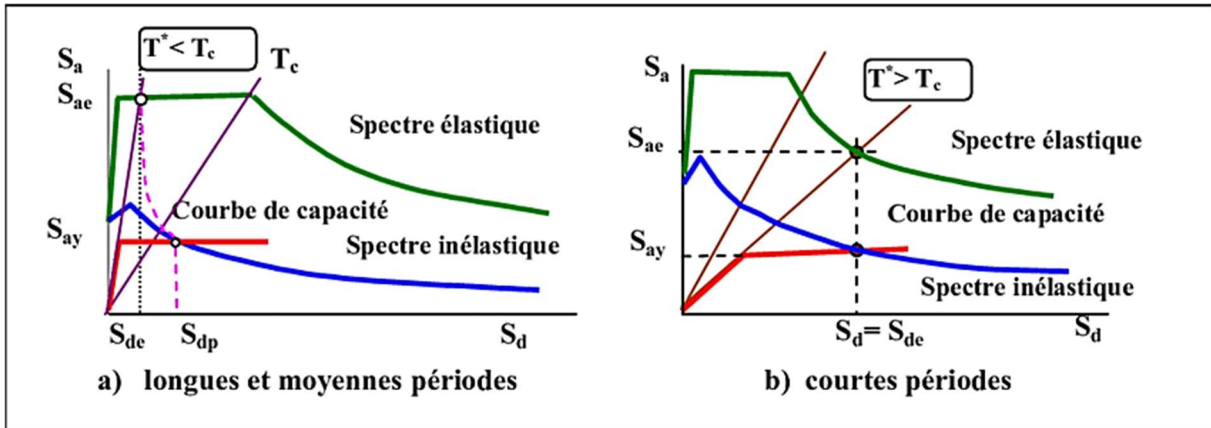 T* < Tc
Tc
Sa
Sae
Spectre élastique
Courbe de capacité
Say
Spectre inélastique
Sde
Sdp
Sd
a) longues et moyennes périodes
Sa
T* > Tc
Sae
Spectre élastique
Courbe de capacité
Say
Spectre inélastique
Sd= Sde
Sd
b) courtes périodes